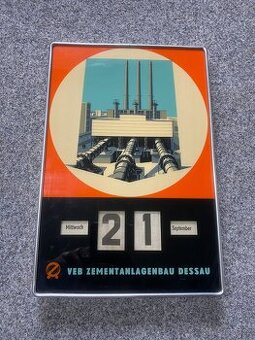 Mittwoch 21 September
VEB ZEMENTANLAGENBAU DESSAU